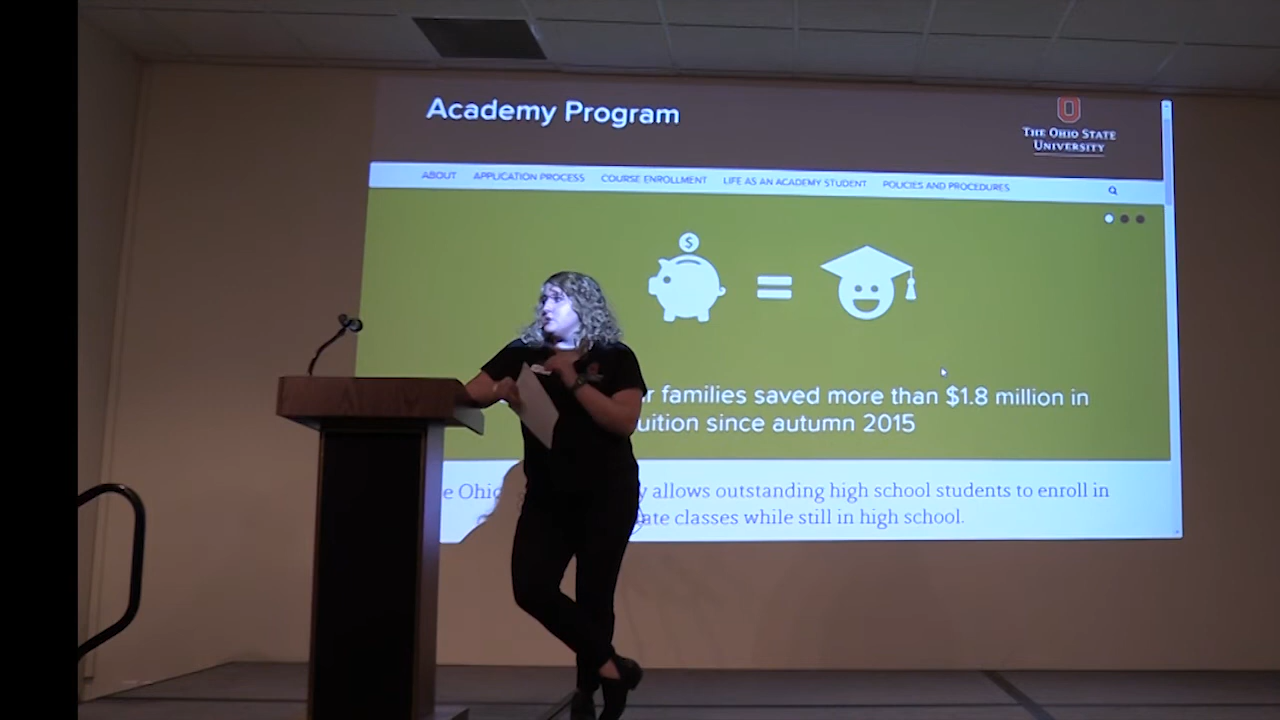 Academy Program
O
THE OHIO STATE
UNIVERSITY
ABOUT APPLICATION PROCESS COURSE ENROLLMENT LIFE AS AN ACADEMY STUDENT POLICIES AND PROCEDURES
$
families saved more than $1.8 million in
since autumn 2015
allows outstanding high school students to enroll in
classes while still in high school.